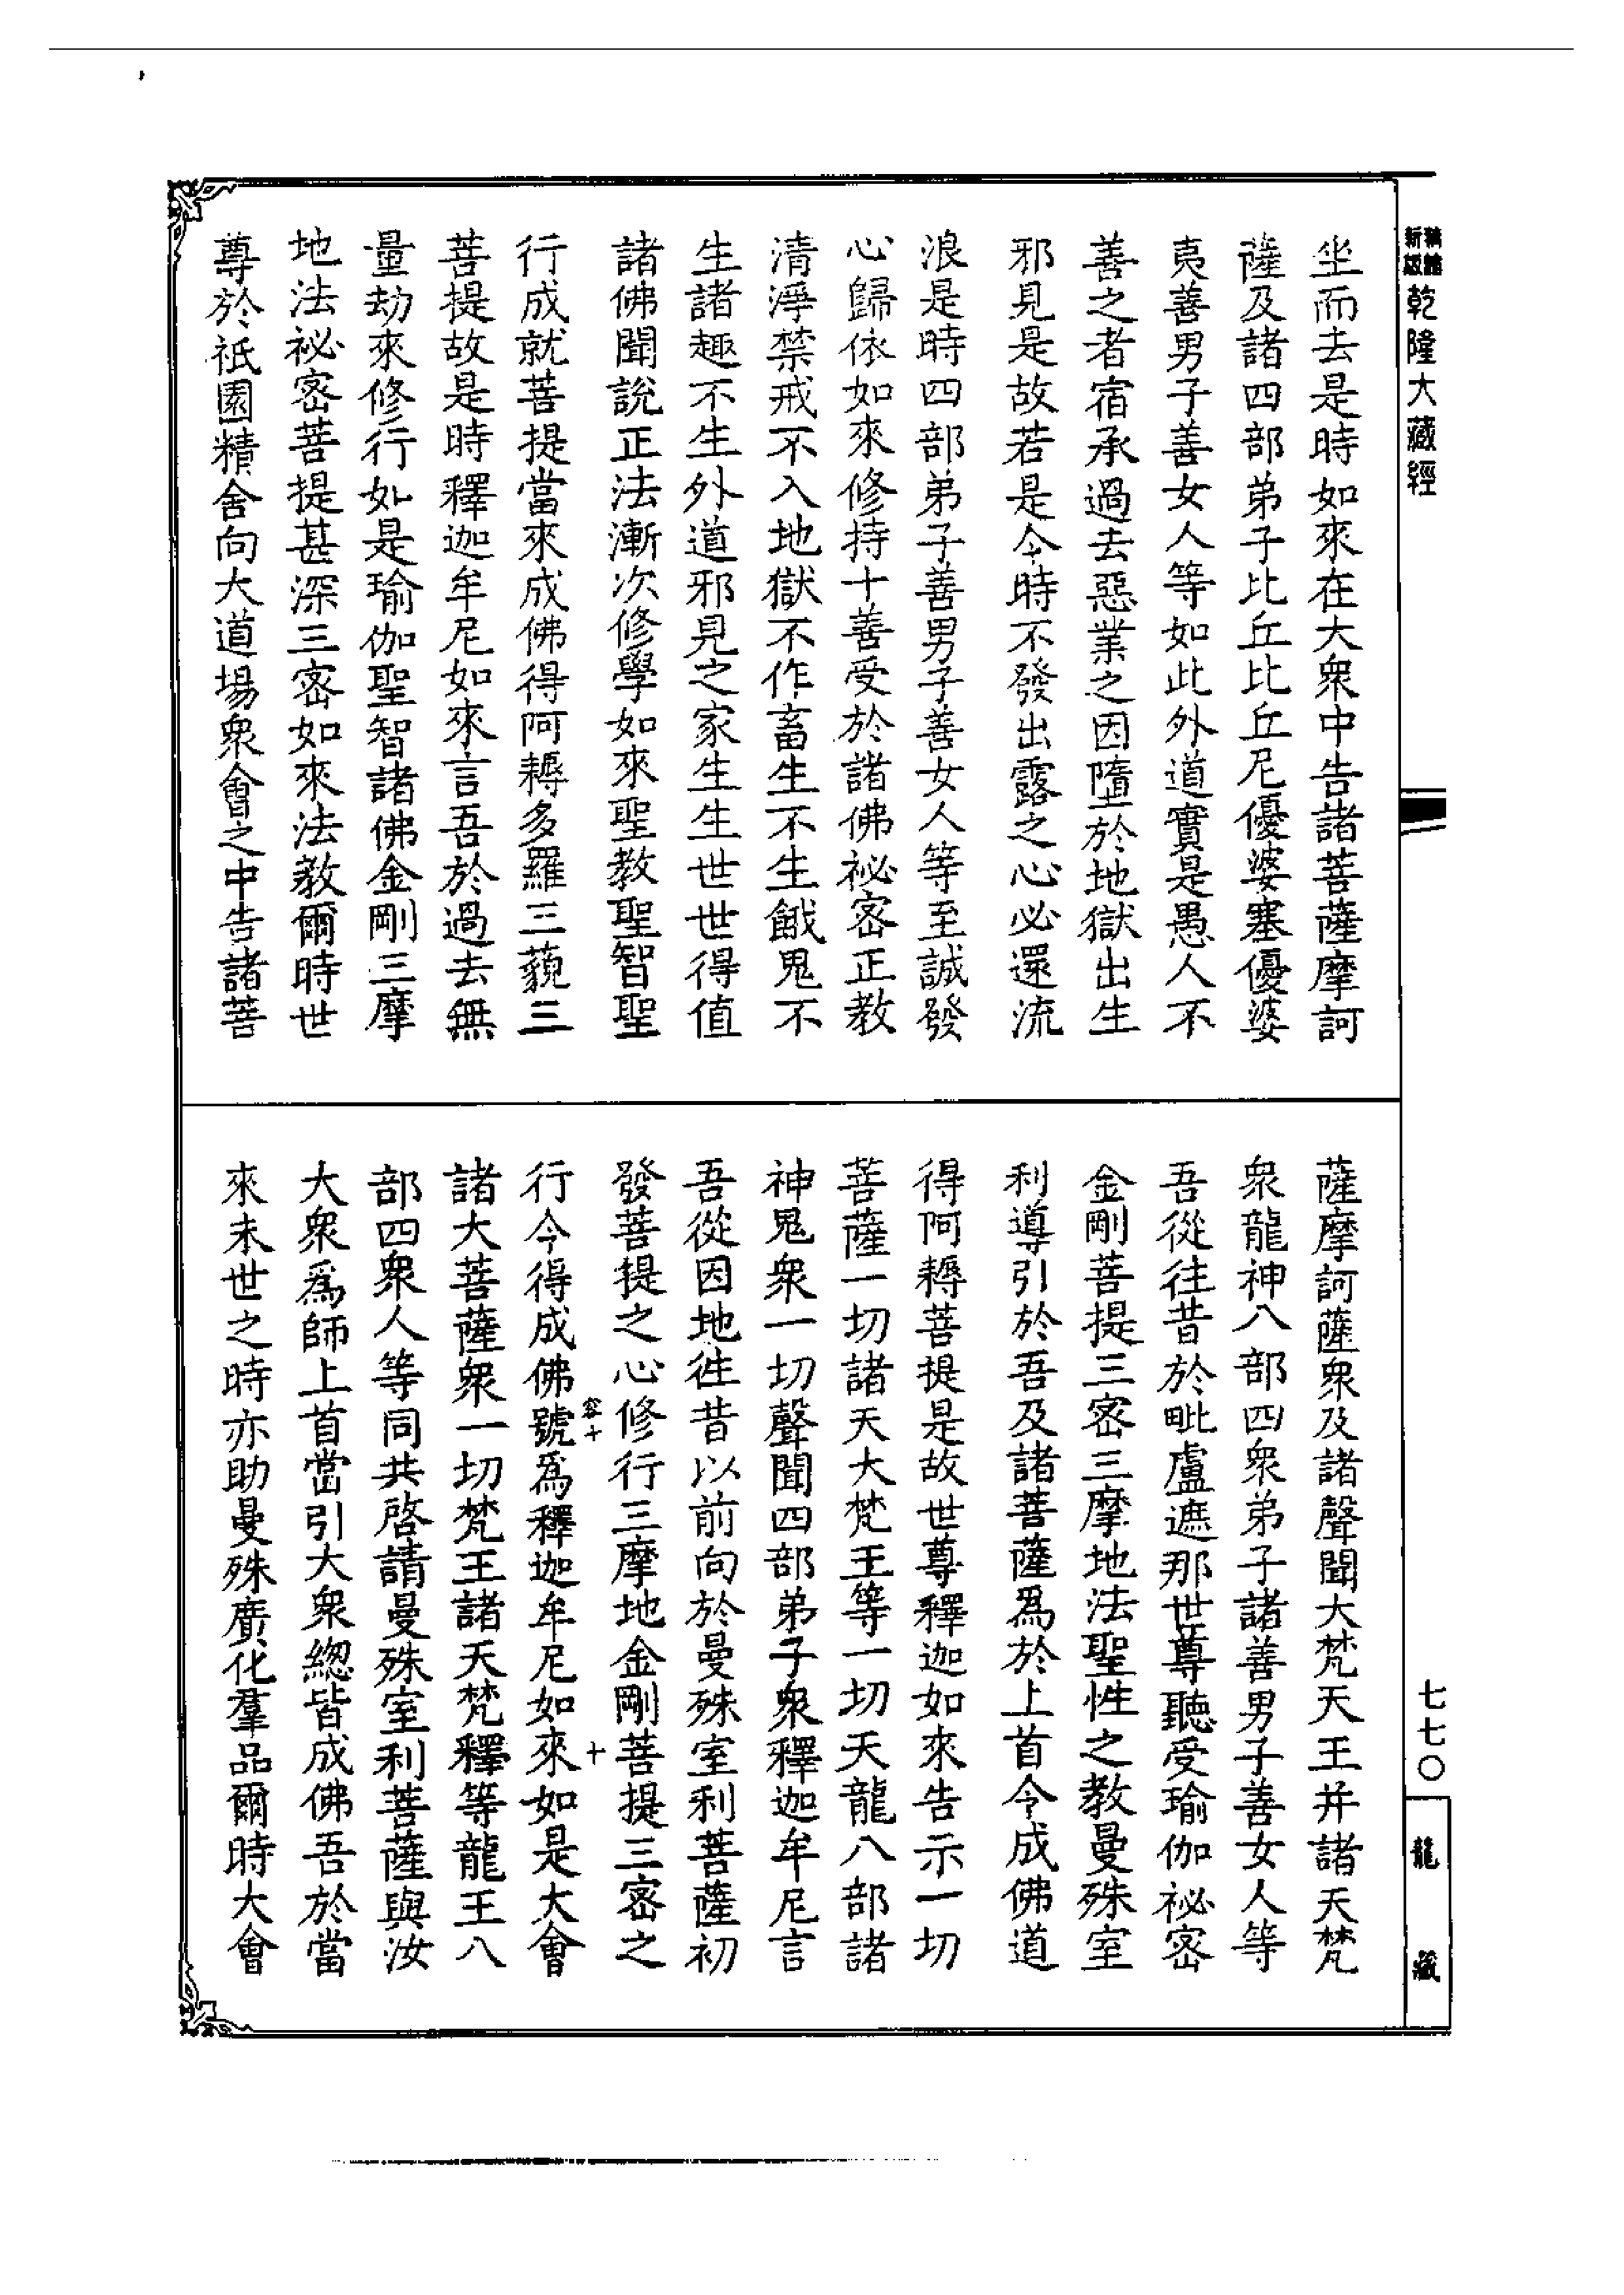 新編縮版乾隆大藏經
坐而去是時如來在大衆中告諸菩薩摩訶
薩及諸四部弟子比丘比丘尼優婆塞優婆
夷善男子善女人等如此外道實是愚人不
善之者宿承過去惡業之因墮於地獄出生
邪見是故若是今時不發出露之心必還流
浪是時四部弟子善男子善女人等至誠發
心歸依如來修持十善受於諸佛祕密正教
清淨禁戒不入地獄不作畜生不生餓鬼不
生諸趣不生外道邪見之家生生世世得值
諸佛聞說正法漸次修學如來聖教聖智聖
行成就菩提當來成佛得阿耨多羅三藐三
菩提故是時釋迦牟尼如來言吾於過去無
量劫來修行如是瑜伽聖智諸佛金剛三摩
地法祕密菩提甚深三密如來法教爾時世
尊於祇園精舍向大道場衆會之中告諸菩
薩摩訶薩衆及諸聲聞大梵天王并諸天梵
衆龍神八部四衆弟子諸善男子善女人等
吾從往昔於毗盧遮那世尊聽受瑜伽祕密
金剛菩提三密三摩地法聖性之教曼殊室
利導引於吾及諸菩薩爲於上首令成佛道
得阿耨菩提是故世尊釋迦如來告示一切
菩薩一切諸天大梵王等一切天龍八部諸
神鬼衆一切聲聞四部弟子衆釋迦牟尼言
吾從因地徃昔以前向於曼殊室利菩薩初
發菩提之心修行三摩地金剛菩提三密之
行今得成佛號爲釋迦牟尼如來如是大會
諸大菩薩衆一切梵王諸天梵釋等龍王八
部四衆人等同共啓請曼殊室利菩薩與汝
大衆爲師上首當引大衆總皆成佛吾於當
來未世之時亦助曼殊廣化羣品爾時大會
十
七七〇
龍藏